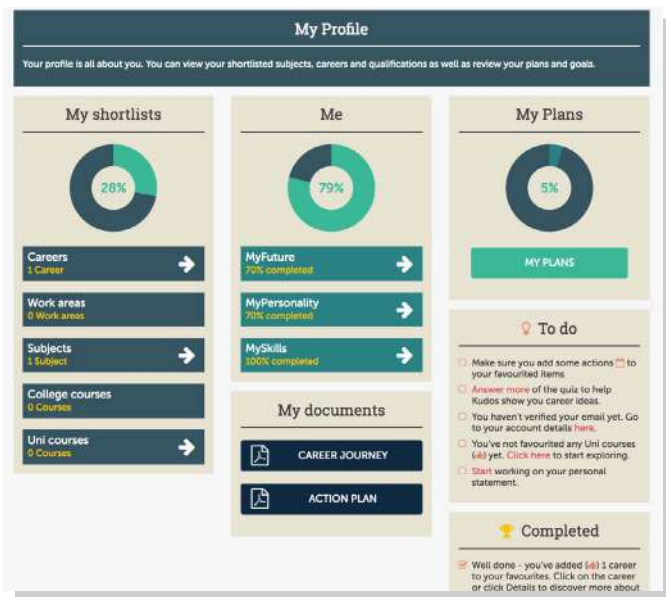 My Profile
Your profile is all about you. You can view your shortlisted subjects, careers and qualifications as well as review your plans and goals.
My shortlists
28%
Careers
1 Career
Work areas
0 Work areas
Subjects
1 Subject
College courses
0 Courses
Uni courses
0 Courses
Me
79%
MyFuture
70% completed
MyPersonality
70% completed
MySkills
100% completed
My documents
CAREER JOURNEY
ACTION PLAN
My Plans
5%
MY PLANS
To do
Make sure you add some actions to
your favourited items
Answer more of the quiz to help
Kudos show you career ideas.
You haven't verified your email yet. Go
to your account details here.
You've not favourited any Uni courses
() yet. Click here to start exploring.
Start working on your personal
statement.
Completed
Well done - you've added () 1 career
to your favourites. Click on the career
or click Details to discover more about